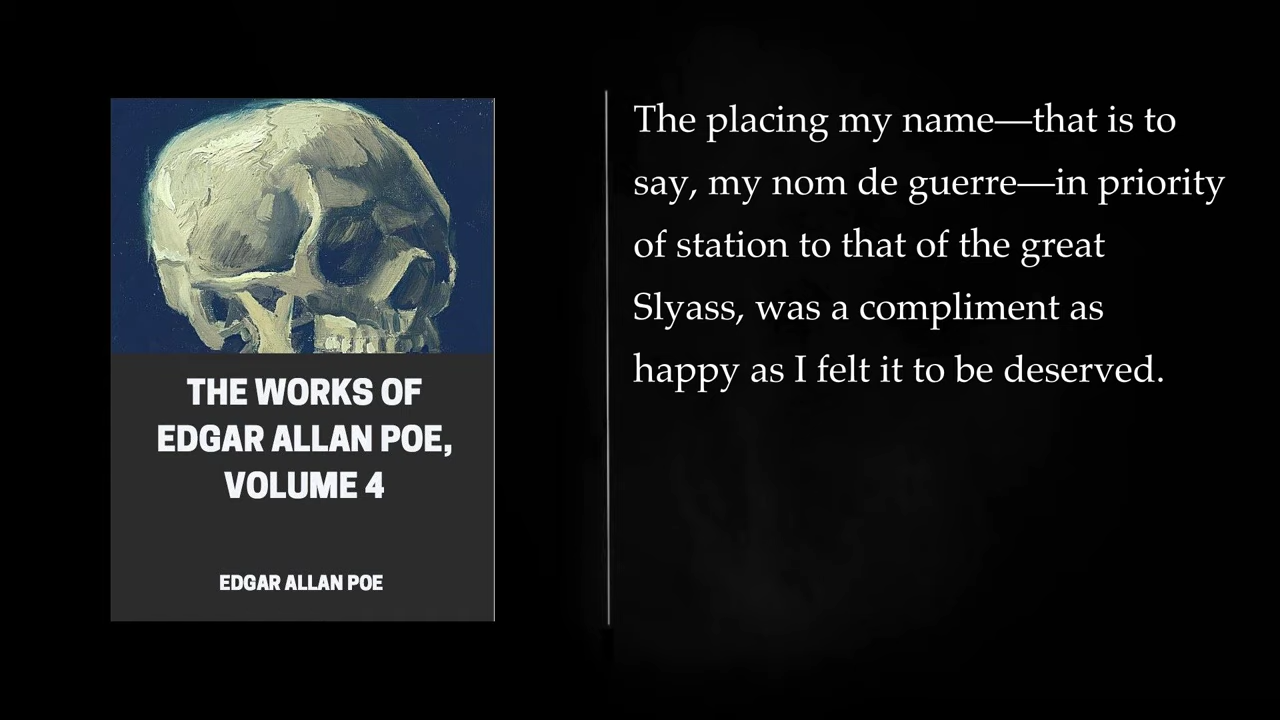 THE WORKS OF
EDGAR ALLAN POE,
VOLUME 4
EDGAR ALLAN POE
The placing my name—that is to
say, my nom de guerre—in priority
of station to that of the great
Slyass, was a compliment as
happy as I felt it to be deserved.